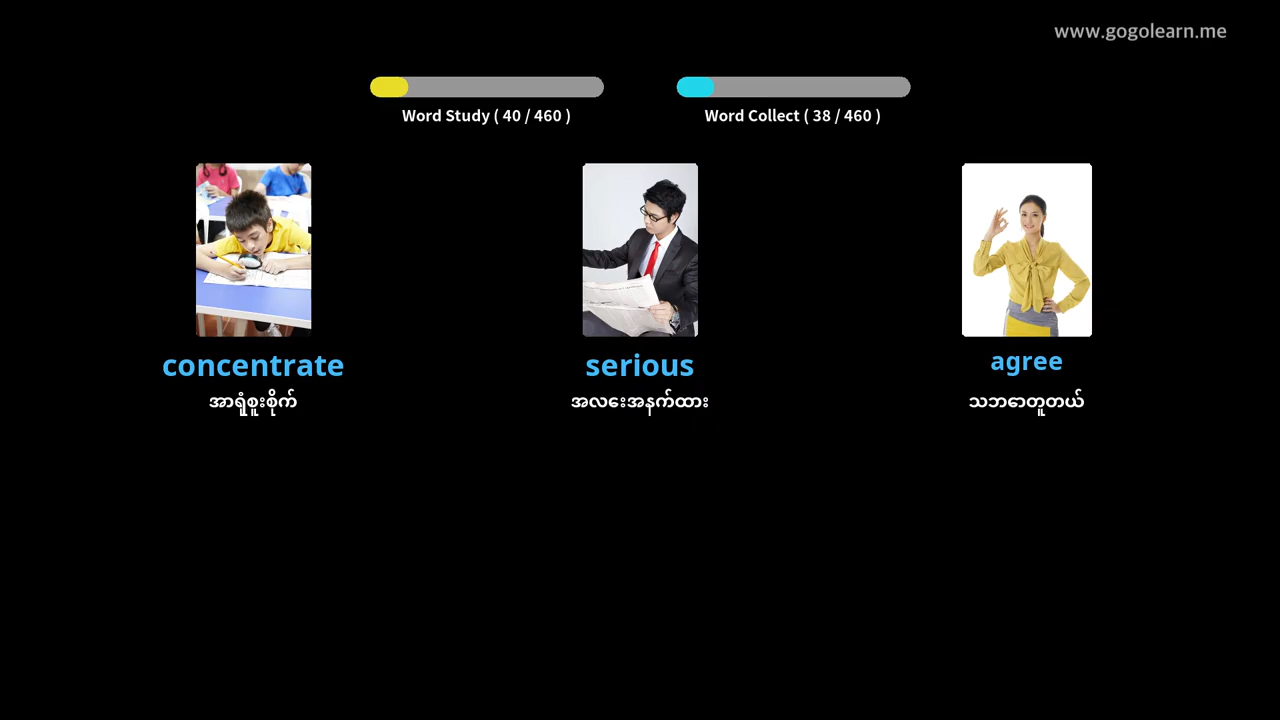 www.gogolearn.me
Word Study ( 40 / 460 )
Word Collect ( 38 / 460 )
concentrate
serious
agree
အာရုံစူးစိုက်
အလေးအနက်ထား
သဘောတူတယ်